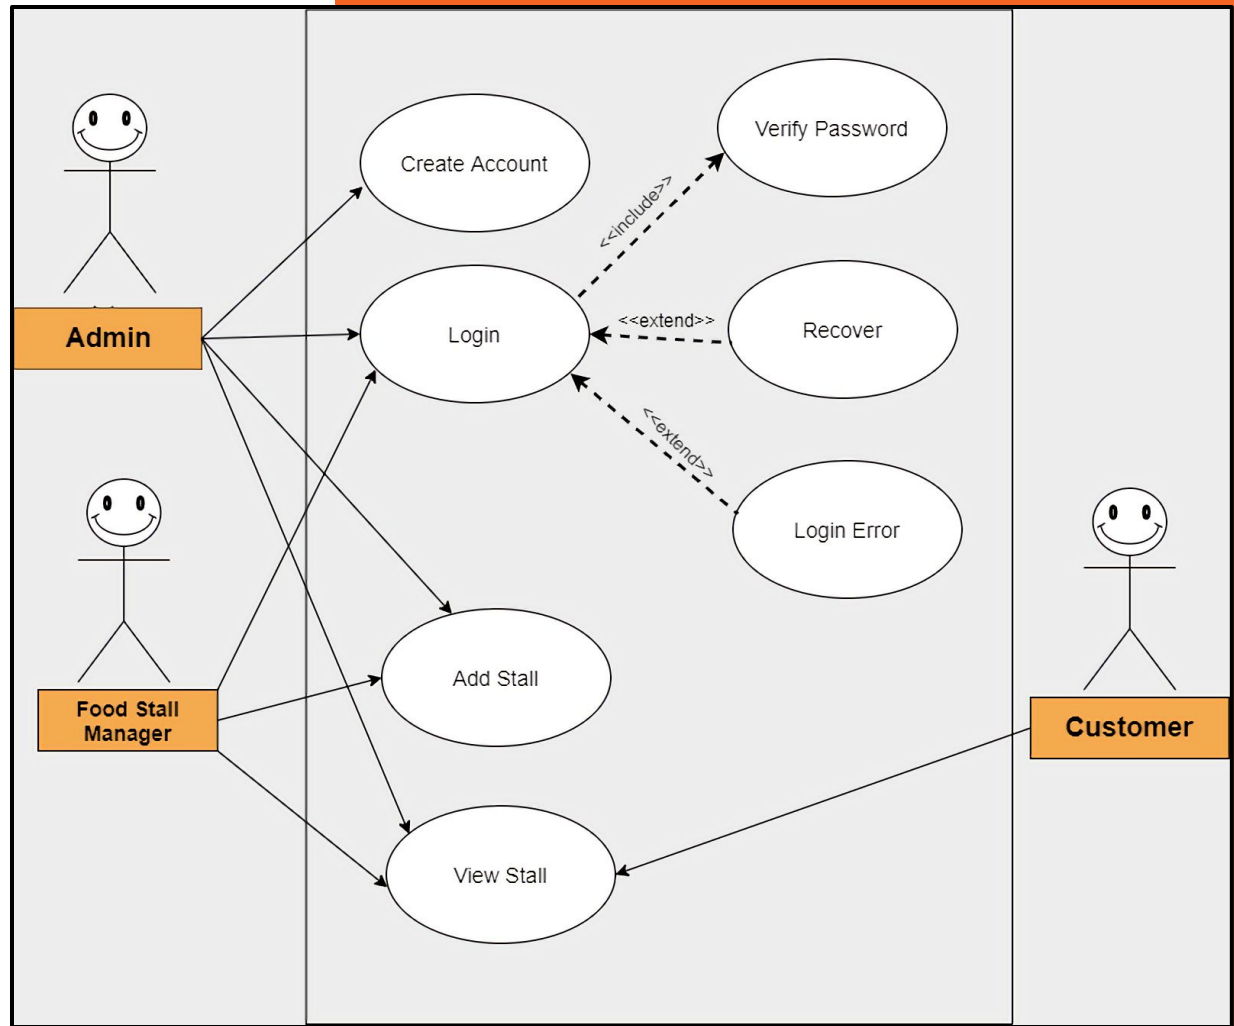 Create Account
Verify Password
<<include>>
Admin
Login
<<extend>>
Recover
<<extend>>
Login Error
Add Stall
Food Stall
Manager
Customer
View Stall